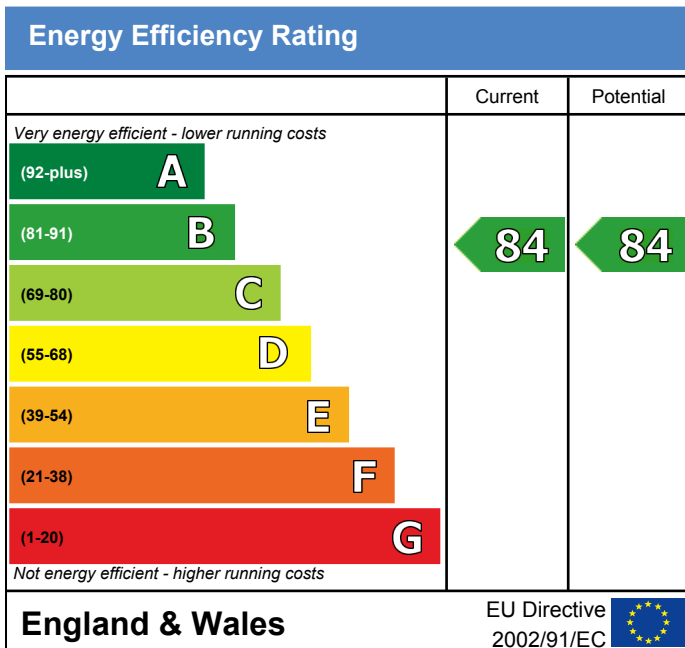 Energy Efficiency Rating
Current Potential
Very energy efficient - lower running costs
(92-plus) A
(81-91) B 84 84
(69-80) C
(55-68) D
(39-54) E
(21-38) F
(1-20) G
Not energy efficient - higher running costs
England & Wales
EU Directive
2002/91/EC